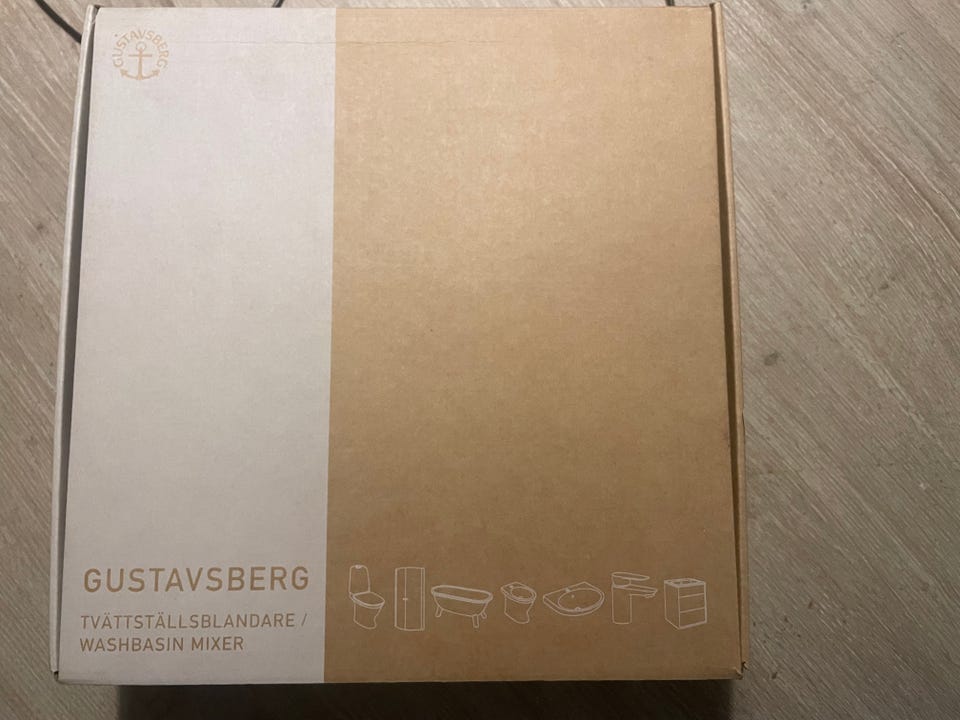 GUSTAVSBERG
GUSTAVSBERG
TVÄTTSTÄLLSBLANDARE /
WASHBASIN MIXER